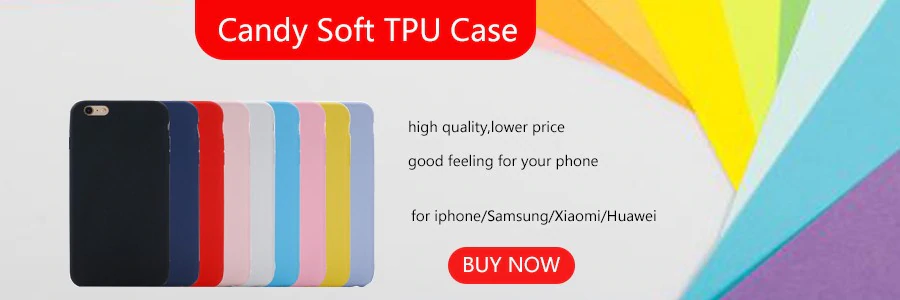 Candy Soft TPU Case
high quality,lower price
good feeling for your phone
for iphone/Samsung/Xiaomi/Huawei
BUY NOW